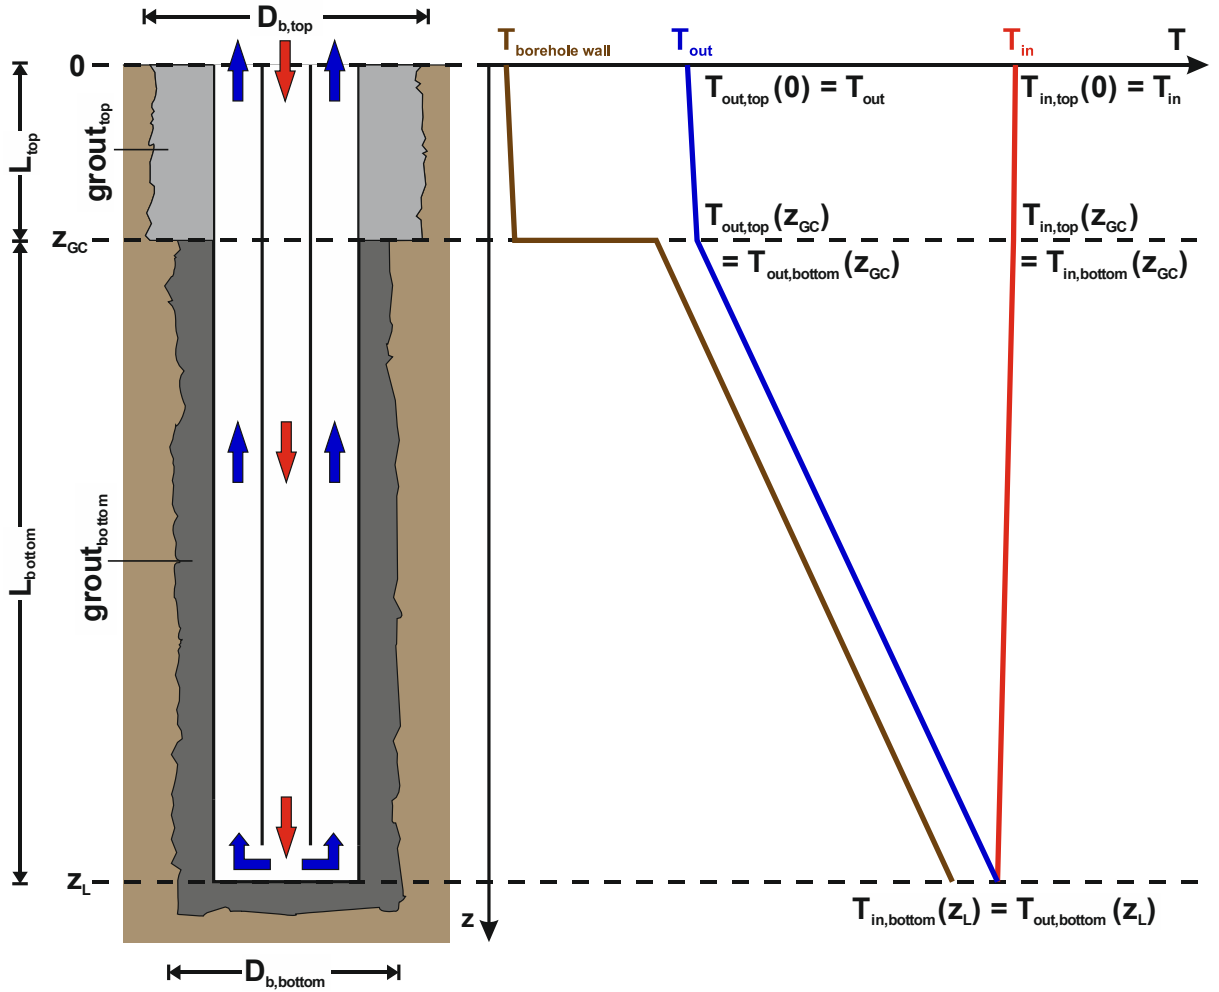 D_b,top
T_borehole wall
T_out
T_in
T
0
T_out,top (0) = T_out
T_in,top (0) = T_in
L_top
grout_top
z_GC
T_out,top (z_GC)
= T_out,bottom (z_GC)
T_in,top (z_GC)
= T_in,bottom (z_GC)
L_bottom
grout_bottom
z_L
z
T_in,bottom (z_L) = T_out,bottom (z_L)
D_b,bottom